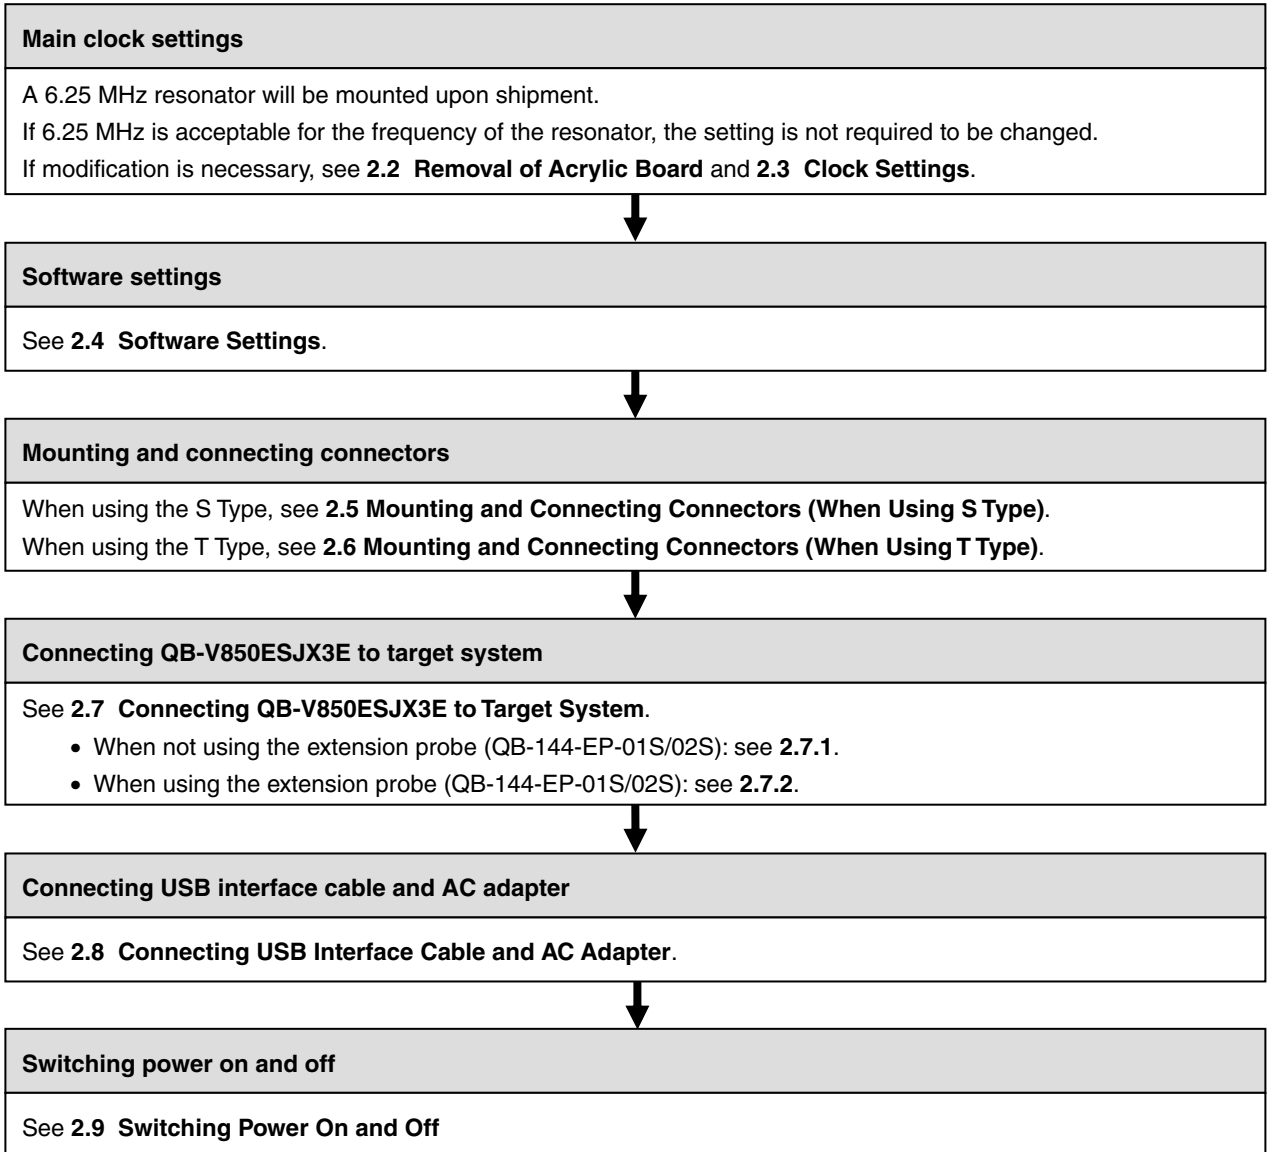 Main clock settings
A 6.25 MHz resonator will be mounted upon shipment.
If 6.25 MHz is acceptable for the frequency of the resonator, the setting is not required to be changed.
If modification is necessary, see 2.2 Removal of Acrylic Board and 2.3 Clock Settings.
Software settings
See 2.4 Software Settings.
Mounting and connecting connectors
When using the S Type, see 2.5 Mounting and Connecting Connectors (When Using S Type).
When using the T Type, see 2.6 Mounting and Connecting Connectors (When Using T Type).
Connecting QB-V850ESJX3E to target system
See 2.7 Connecting QB-V850ESJX3E to Target System.
• When not using the extension probe (QB-144-EP-01S/02S): see 2.7.1.
• When using the extension probe (QB-144-EP-01S/02S): see 2.7.2.
Connecting USB interface cable and AC adapter
See 2.8 Connecting USB Interface Cable and AC Adapter.
Switching power on and off
See 2.9 Switching Power On and Off